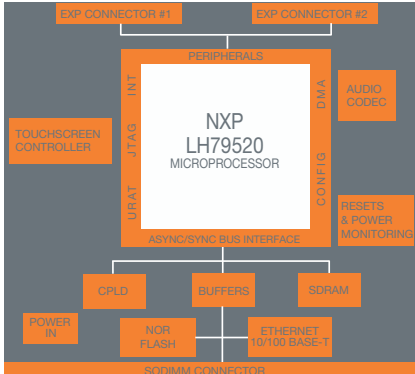 EXP CONNECTOR #1
EXP CONNECTOR #2
PERIPHERALS
INT
DMA
AUDIO
CODEC
NXP
LH79520
MICROPROCESSOR
TOUCHSCREEN
CONTROLLER
JTAG
URAT
CONFIG
RESETS
& POWER
MONITORING
ASYNC/SYNC BUS INTERFACE
CPLD
BUFFERS
SDRAM
POWER
IN
NOR
FLASH
ETHERNET
10/100 BASE-T
SODIMM CONNECTOR